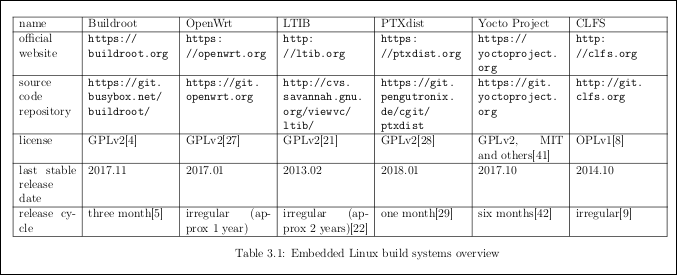 name Buildroot OpenWrt LTIB PTXdist Yocto Project CLFS
official https:// https: http: https: https:// http:
website buildroot.org //openwrt.org //ltib.org //ptxdist.org yoctoproject. //clfs.org
org
source https://git. https://git. http://cvs. https://git. https://git. http://git.
code busybox.net/ openwrt.org savannah.gnu. pengutronix. yoctoproject. clfs.org
repository buildroot/ org/viewvc/ de/cgit/ org
ltib/ ptxdist
license GPLv2[4] GPLv2[27] GPLv2[21] GPLv2[28] GPLv2, MIT OPLv1[8]
and others[41]
last stable 2017.11 2017.01 2013.02 2018.01 2017.10 2014.10
release
date
release cy- three month[5] irregular (ap- irregular (ap- one month[29] six months[42] irregular[9]
cle prox 1 year) prox 2 years)[22]
Table 3.1: Embedded Linux build systems overview